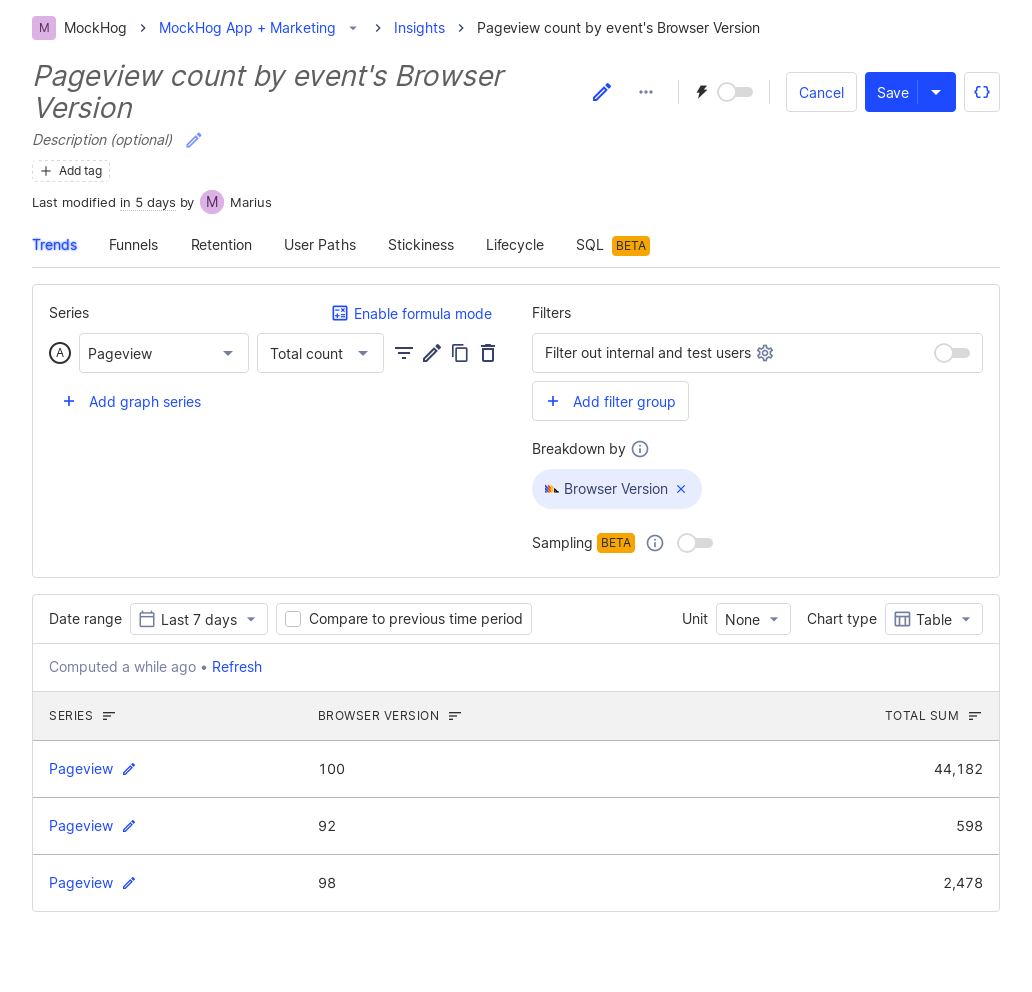 M MockHog MockHog App + Marketing Insights Pageview count by event's Browser Version
Pageview count by event's Browser
Version
Cancel Save
Description (optional)
Add tag
Last modified in 5 days by M Marius
Trends Funnels Retention User Paths Stickiness Lifecycle SQL BETA
Series Enable formula mode
A Pageview Total count
Add graph series
Filters
Filter out internal and test users
Add filter group
Breakdown by
Browser Version
Sampling BETA
Date range Last 7 days Compare to previous time period Unit None Chart type Table
Computed a while ago • Refresh
SERIES BROWSER VERSION TOTAL SUM
Pageview 100 44,182
Pageview 92 598
Pageview 98 2,478